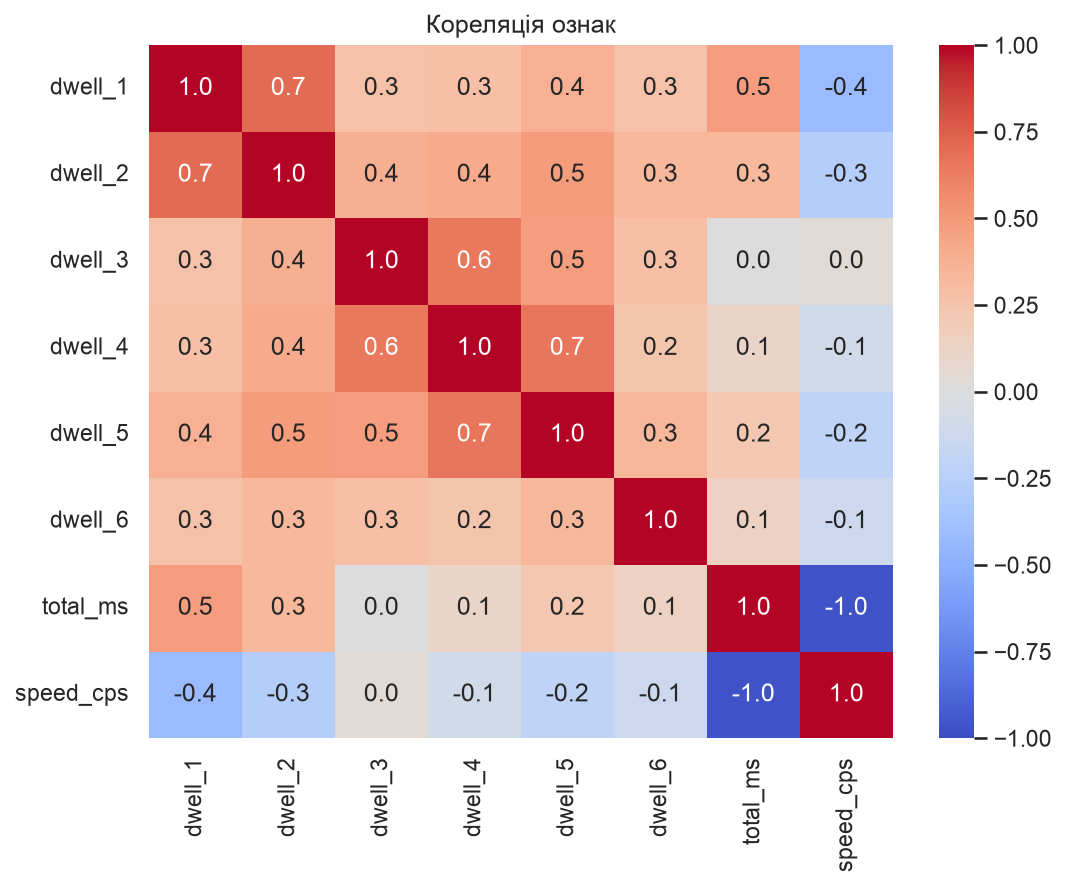 Кореляція ознак
dwell_1 1.0 0.7 0.3 0.3 0.4 0.3 0.5 -0.4
dwell_2 0.7 1.0 0.4 0.4 0.5 0.3 0.3 -0.3
dwell_3 0.3 0.4 1.0 0.6 0.5 0.3 0.0 0.0
dwell_4 0.3 0.4 0.6 1.0 0.7 0.2 0.1 -0.1
dwell_5 0.4 0.5 0.5 0.7 1.0 0.3 0.2 -0.2
dwell_6 0.3 0.3 0.3 0.2 0.3 1.0 0.1 -0.1
total_ms 0.5 0.3 0.0 0.1 0.2 0.1 1.0 -1.0
speed_cps -0.4 -0.3 0.0 -0.1 -0.2 -0.1 -1.0 1.0
dwell_1 dwell_2 dwell_3 dwell_4 dwell_5 dwell_6 total_ms speed_cps
1.00
0.75
0.50
0.25
0.00
−0.25
−0.50
−0.75
−1.00